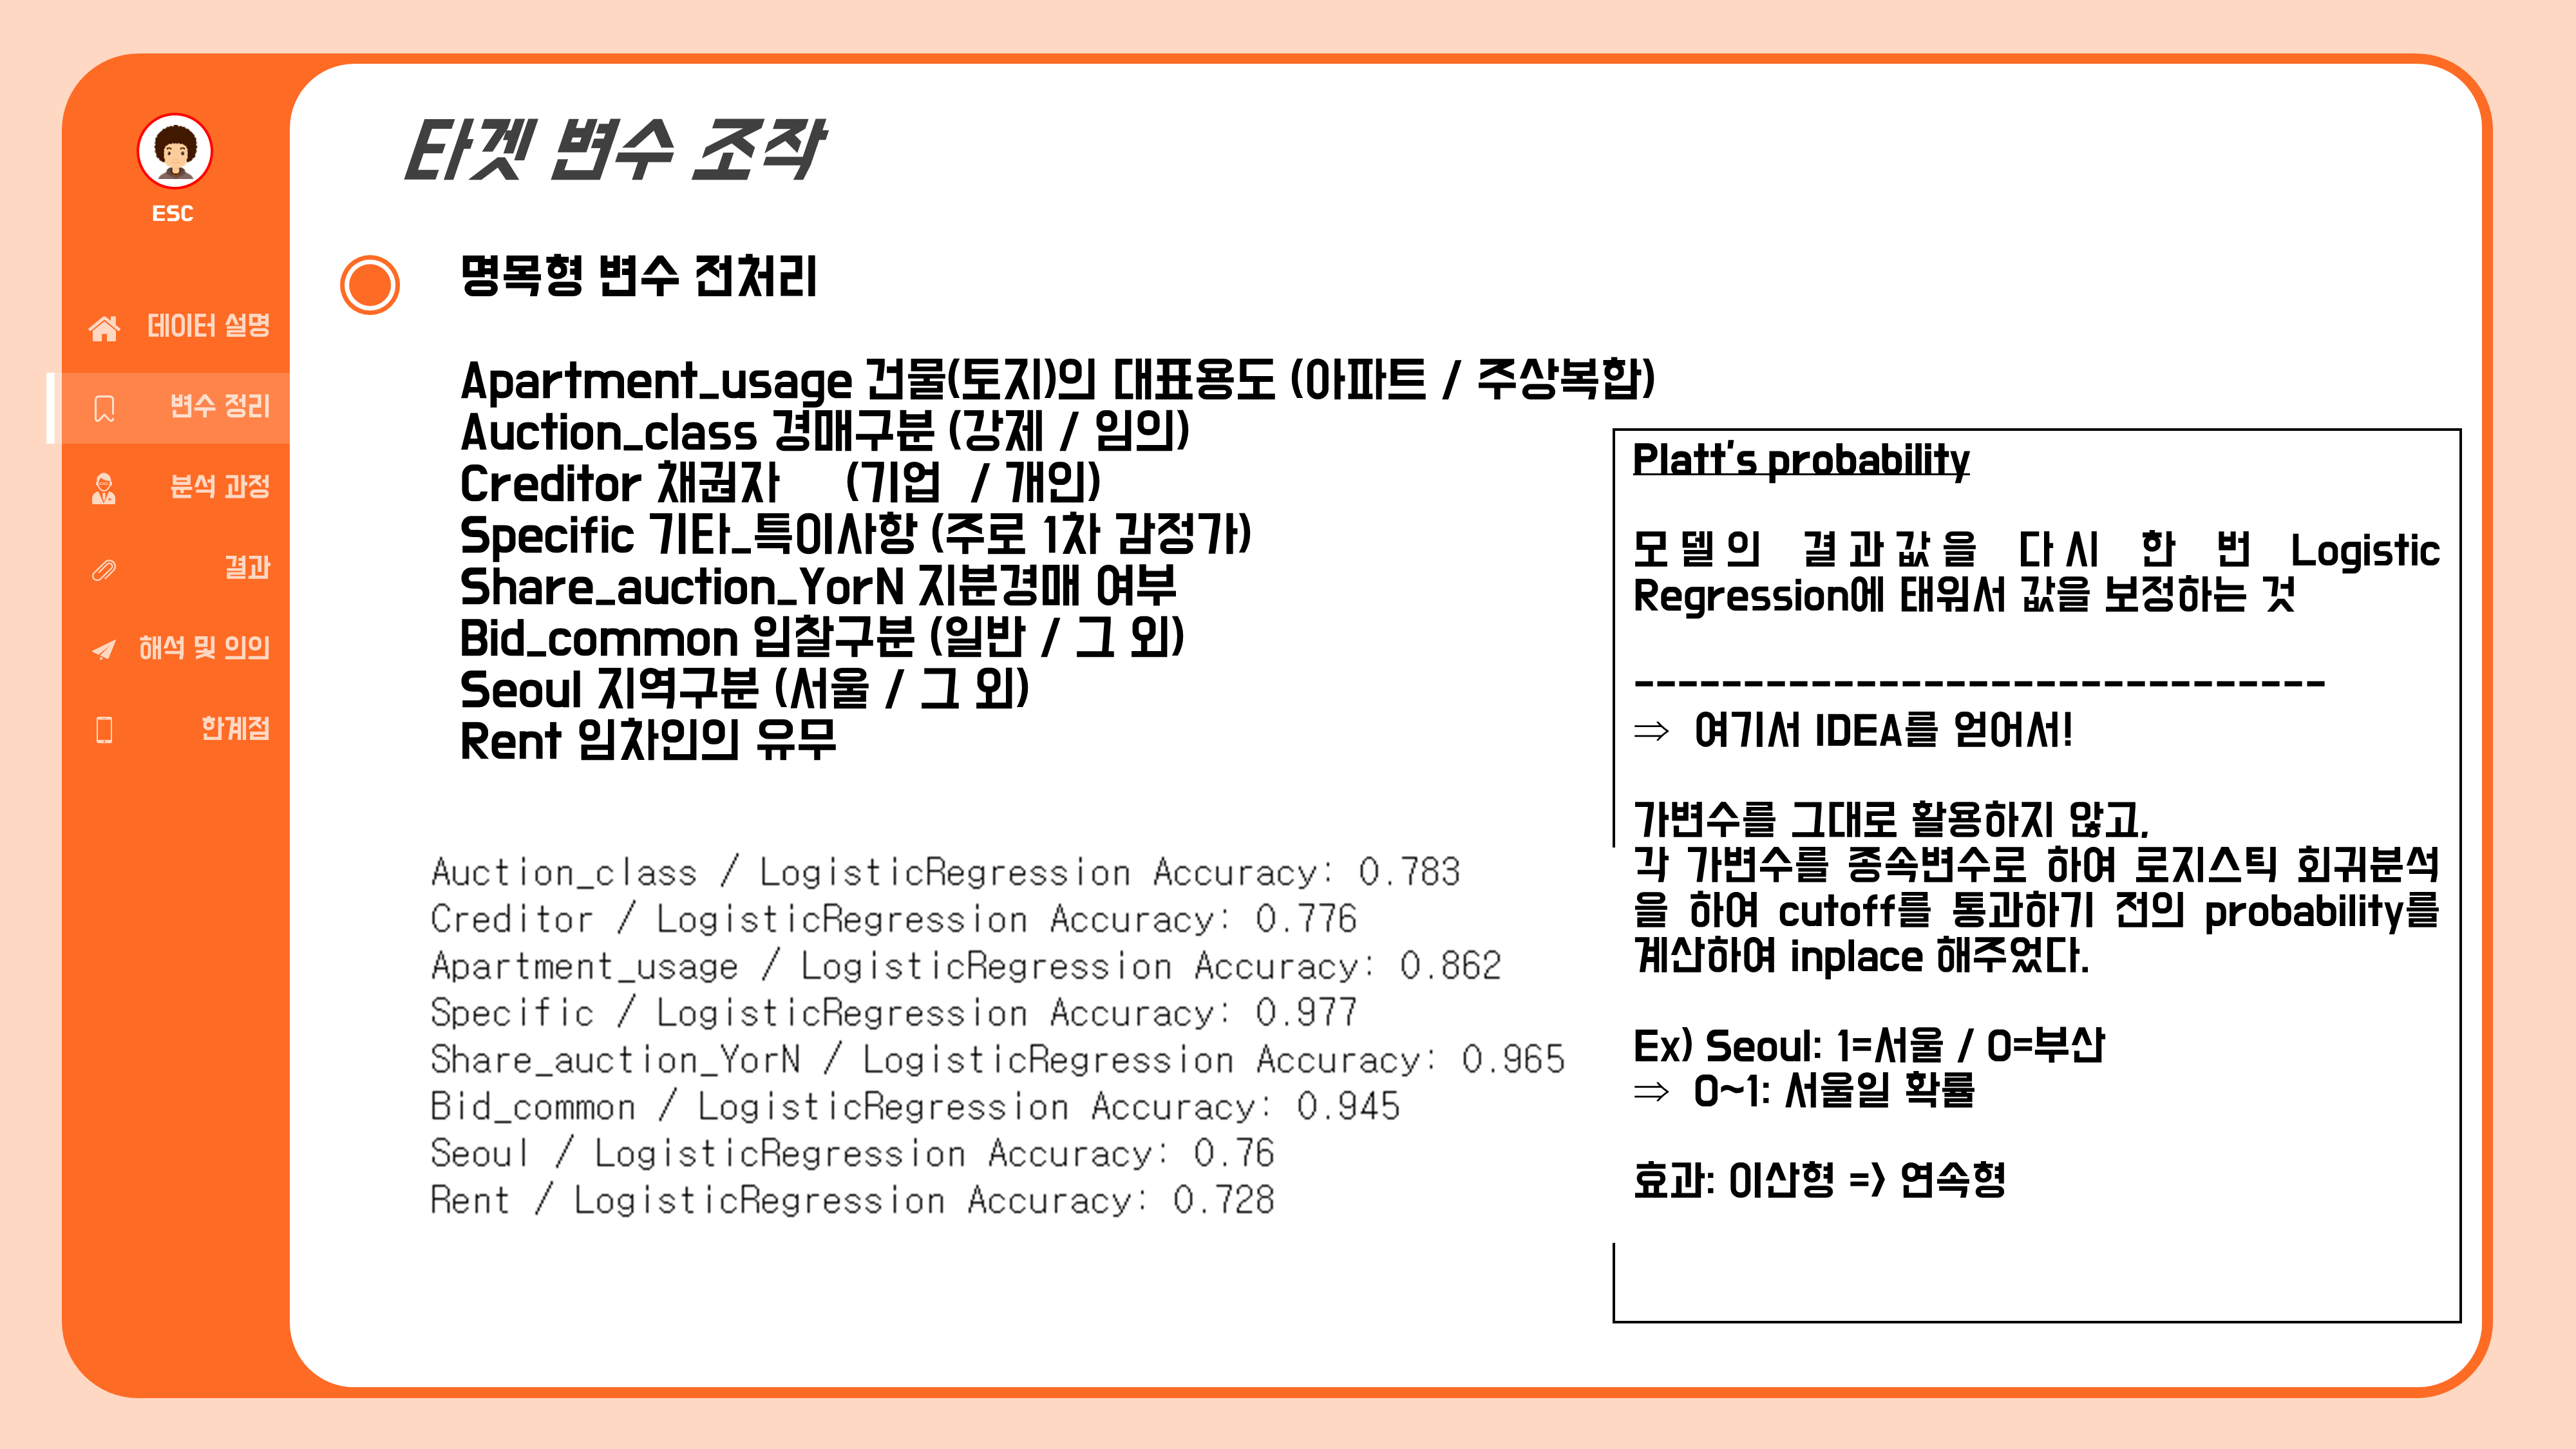 ESC
데이터 설명
변수 정리
분석 과정
결과
해석 및 의의
한계점
타겟 변수 조작
명목형 변수 전처리
Apartment_usage 건물(토지)의 대표용도 (아파트 / 주상복합)
Auction_class 경매구분 (강제 / 임의)
Creditor 채권자 (기업 / 개인)
Specific 기타_특이사항 (주로 1차 감정가)
Share_auction_YorN 지분경매 여부
Bid_common 입찰구분 (일반 / 그 외)
Seoul 지역구분 (서울 / 그 외)
Rent 임차인의 유무
Auction_class / LogisticRegression Accuracy: 0.783
Creditor / LogisticRegression Accuracy: 0.776
Apartment_usage / LogisticRegression Accuracy: 0.862
Specific / LogisticRegression Accuracy: 0.977
Share_auction_YorN / LogisticRegression Accuracy: 0.965
Bid_common / LogisticRegression Accuracy: 0.945
Seoul / LogisticRegression Accuracy: 0.76
Rent / LogisticRegression Accuracy: 0.728
Platt's probability
모델의 결과값을 다시 한 번 Logistic
Regression에 태워서 값을 보정하는 것
------------------------------
⇒ 여기서 IDEA를 얻어서!
가변수를 그대로 활용하지 않고,
각 가변수를 종속변수로 하여 로지스틱 회귀분석
을 하여 cutoff를 통과하기 전의 probability를
계산하여 inplace 해주었다.
Ex) Seoul: 1=서울 / 0=부산
⇒ 0~1: 서울일 확률
효과: 이산형 => 연속형